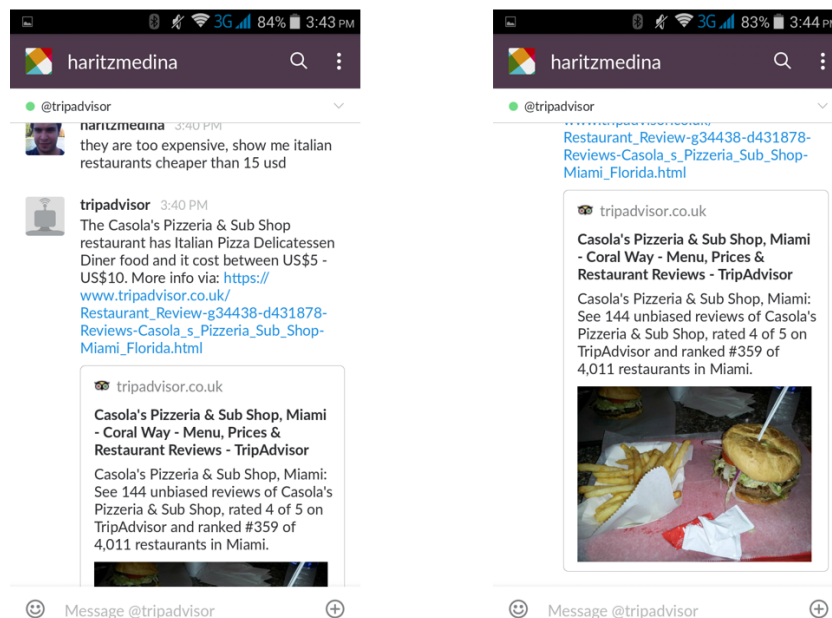 3G 84% 3:43 PM
haritzmedina
@tripadvisor
haritzmedina 3:40 PM
they are too expensive, show me italian
restaurants cheaper than 15 usd
tripadvisor 3:40 PM
The Casola's Pizzeria & Sub Shop
restaurant has Italian Pizza Delicatessen
Diner food and it cost between US$5 -
US$10. More info via: https://
www.tripadvisor.co.uk/
Restaurant_Review-g34438-d431878-
Reviews-Casola_s_Pizzeria_Sub_Shop-
Miami_Florida.html
tripadvisor.co.uk
Casola's Pizzeria & Sub Shop, Miami
- Coral Way - Menu, Prices &
Restaurant Reviews - TripAdvisor
Casola's Pizzeria & Sub Shop, Miami:
See 144 unbiased reviews of Casola's
Pizzeria & Sub Shop, rated 4 of 5 on
TripAdvisor and ranked #359 of
4,011 restaurants in Miami.
Message @tripadvisor
3G 83% 3:44 PM
haritzmedina
@tripadvisor
www.tripadvisor.co.uk/
Restaurant_Review-g34438-d431878-
Reviews-Casola_s_Pizzeria_Sub_Shop-
Miami_Florida.html
tripadvisor.co.uk
Casola's Pizzeria & Sub Shop, Miami
- Coral Way - Menu, Prices &
Restaurant Reviews - TripAdvisor
Casola's Pizzeria & Sub Shop, Miami:
See 144 unbiased reviews of Casola's
Pizzeria & Sub Shop, rated 4 of 5 on
TripAdvisor and ranked #359 of
4,011 restaurants in Miami.
Message @tripadvisor